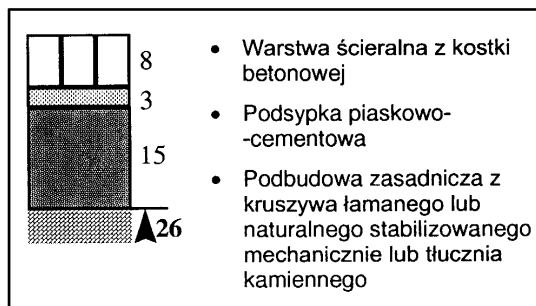 8
3
15
26
• Warstwa ścieralna z kostki
betonowej
• Podsypka piaskowo-
-cementowa
• Podbudowa zasadnicza z
kruszywa łamanego lub
naturalnego stabilizowanego
mechanicznie lub tłucznia
kamiennego